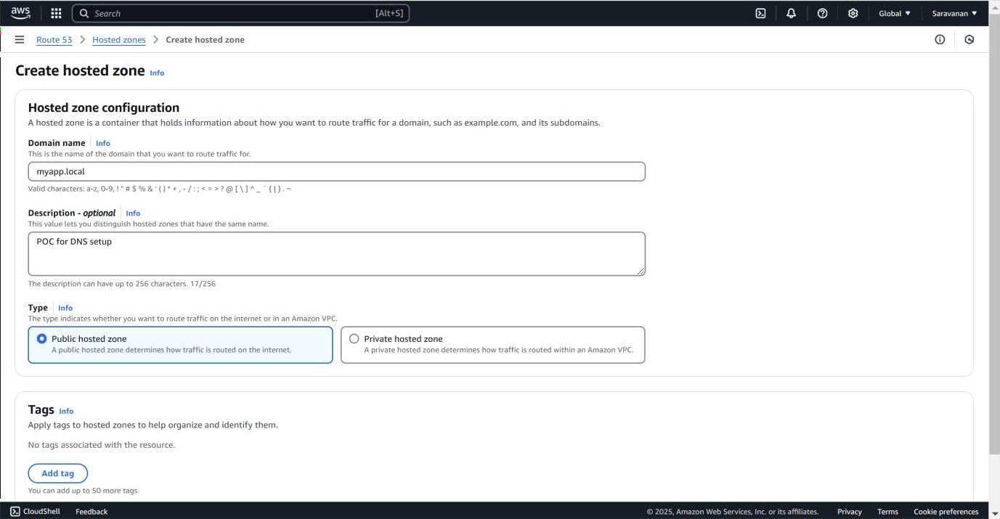 aws Search [Alt+S] Global ▼ Saravanan ▼
Route 53 > Hosted zones > Create hosted zone
Create hosted zone Info
Hosted zone configuration
A hosted zone is a container that holds information about how you want to route traffic for a domain, such as example.com, and its subdomains.
Domain name Info
This is the name of the domain that you want to route traffic for.
myapp.local
Valid characters: a-z, 0-9, ! " # $ % & ' ( ) * + , - / : ; < = > ? @ [ \ ] ^ _ ` { | } . ~
Description - optional Info
This value lets you distinguish hosted zones that have the same name.
POC for DNS setup
The description can have up to 256 characters. 17/256
Type Info
The type indicates whether you want to route traffic on the internet or in an Amazon VPC.
Public hosted zone
A public hosted zone determines how traffic is routed on the internet.
Private hosted zone
A private hosted zone determines how traffic is routed within an Amazon VPC.
Tags Info
Apply tags to hosted zones to help organize and identify them.
No tags associated with the resource.
Add tag
You can add up to 50 more tags.
CloudShell Feedback © 2025, Amazon Web Services, Inc. or its affiliates. Privacy Terms Cookie preferences